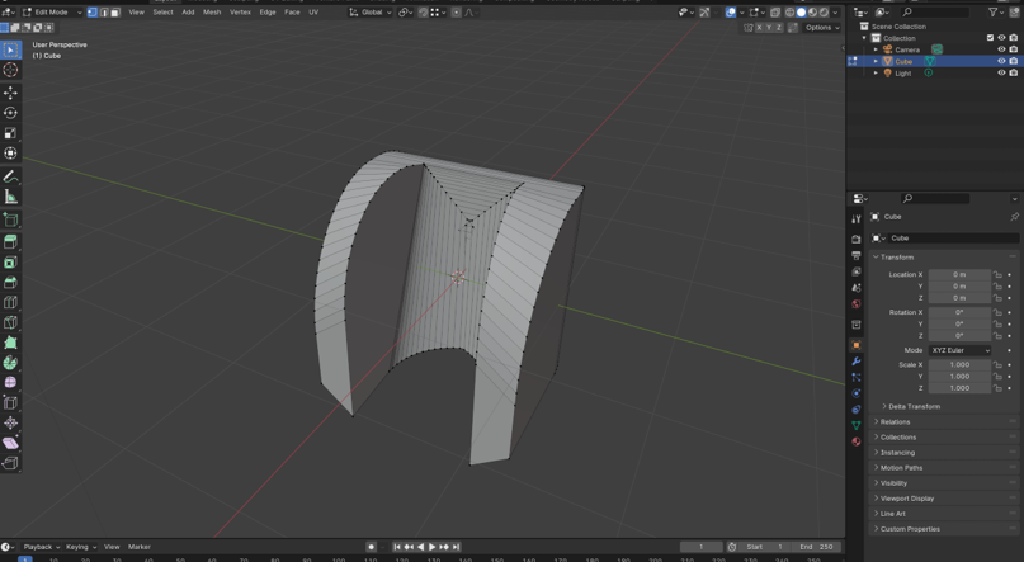 Edit Mode View Select Add Mesh Vertex Edge Face UV Global
X Y Z Options
User Perspective
(1) Cube
Scene Collection
Collection
Camera
Cube
Light
Cube
Cube
Transform
Location X 0 m
Y 0 m
Z 0 m
Rotation X 0°
Y 0°
Z 0°
Mode XYZ Euler
Scale X 1.000
Y 1.000
Z 1.000
Delta Transform
Relations
Collections
Instancing
Motion Paths
Visibility
Viewport Display
Line Art
Custom Properties
Playback Keying View Marker 1 Start 1 End 250